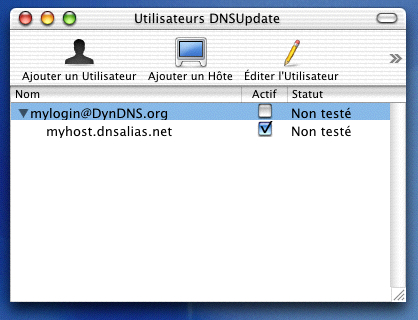 Utilisateurs DNSUpdate
Ajouter un Utilisateur Ajouter un Hôte Éditer l'Utilisateur
Nom Actif Statut
mylogin@DynDNS.org Non testé
myhost.dnsalias.net Non testé